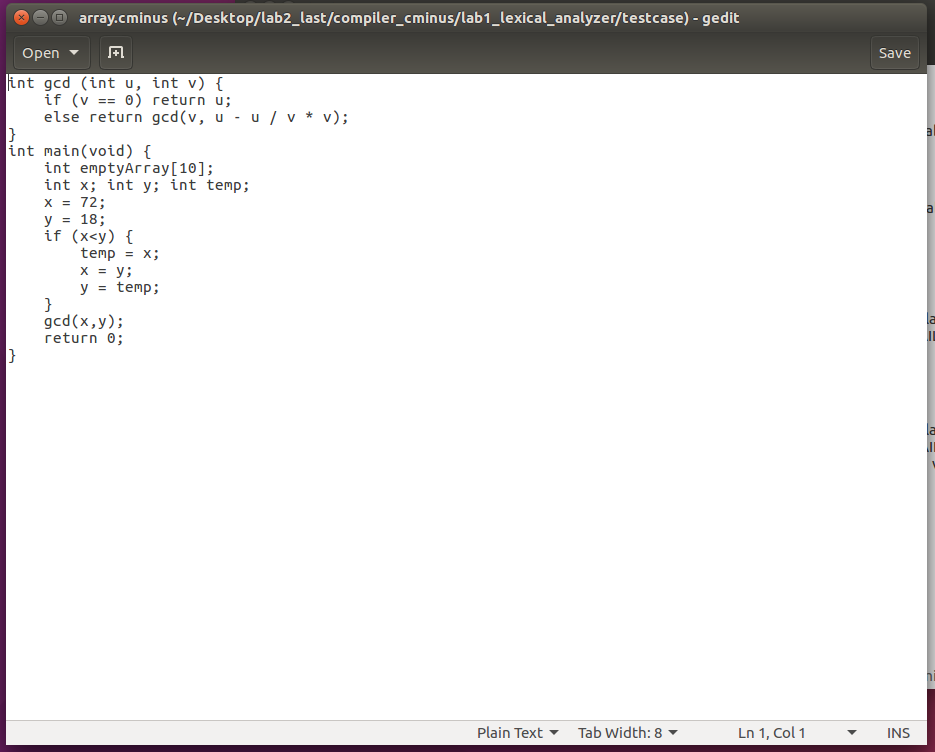 array.cminus (~/Desktop/lab2_last/compiler_cminus/lab1_lexical_analyzer/testcase) - gedit
Open Save
int gcd (int u, int v) {
    if (v == 0) return u;
    else return gcd(v, u - u / v * v);
}
int main(void) {
    int emptyArray[10];
    int x; int y; int temp;
    x = 72;
    y = 18;
    if (x<y) {
        temp = x;
        x = y;
        y = temp;
    }
    gcd(x,y);
    return 0;
}
Plain Text Tab Width: 8 Ln 1, Col 1 INS